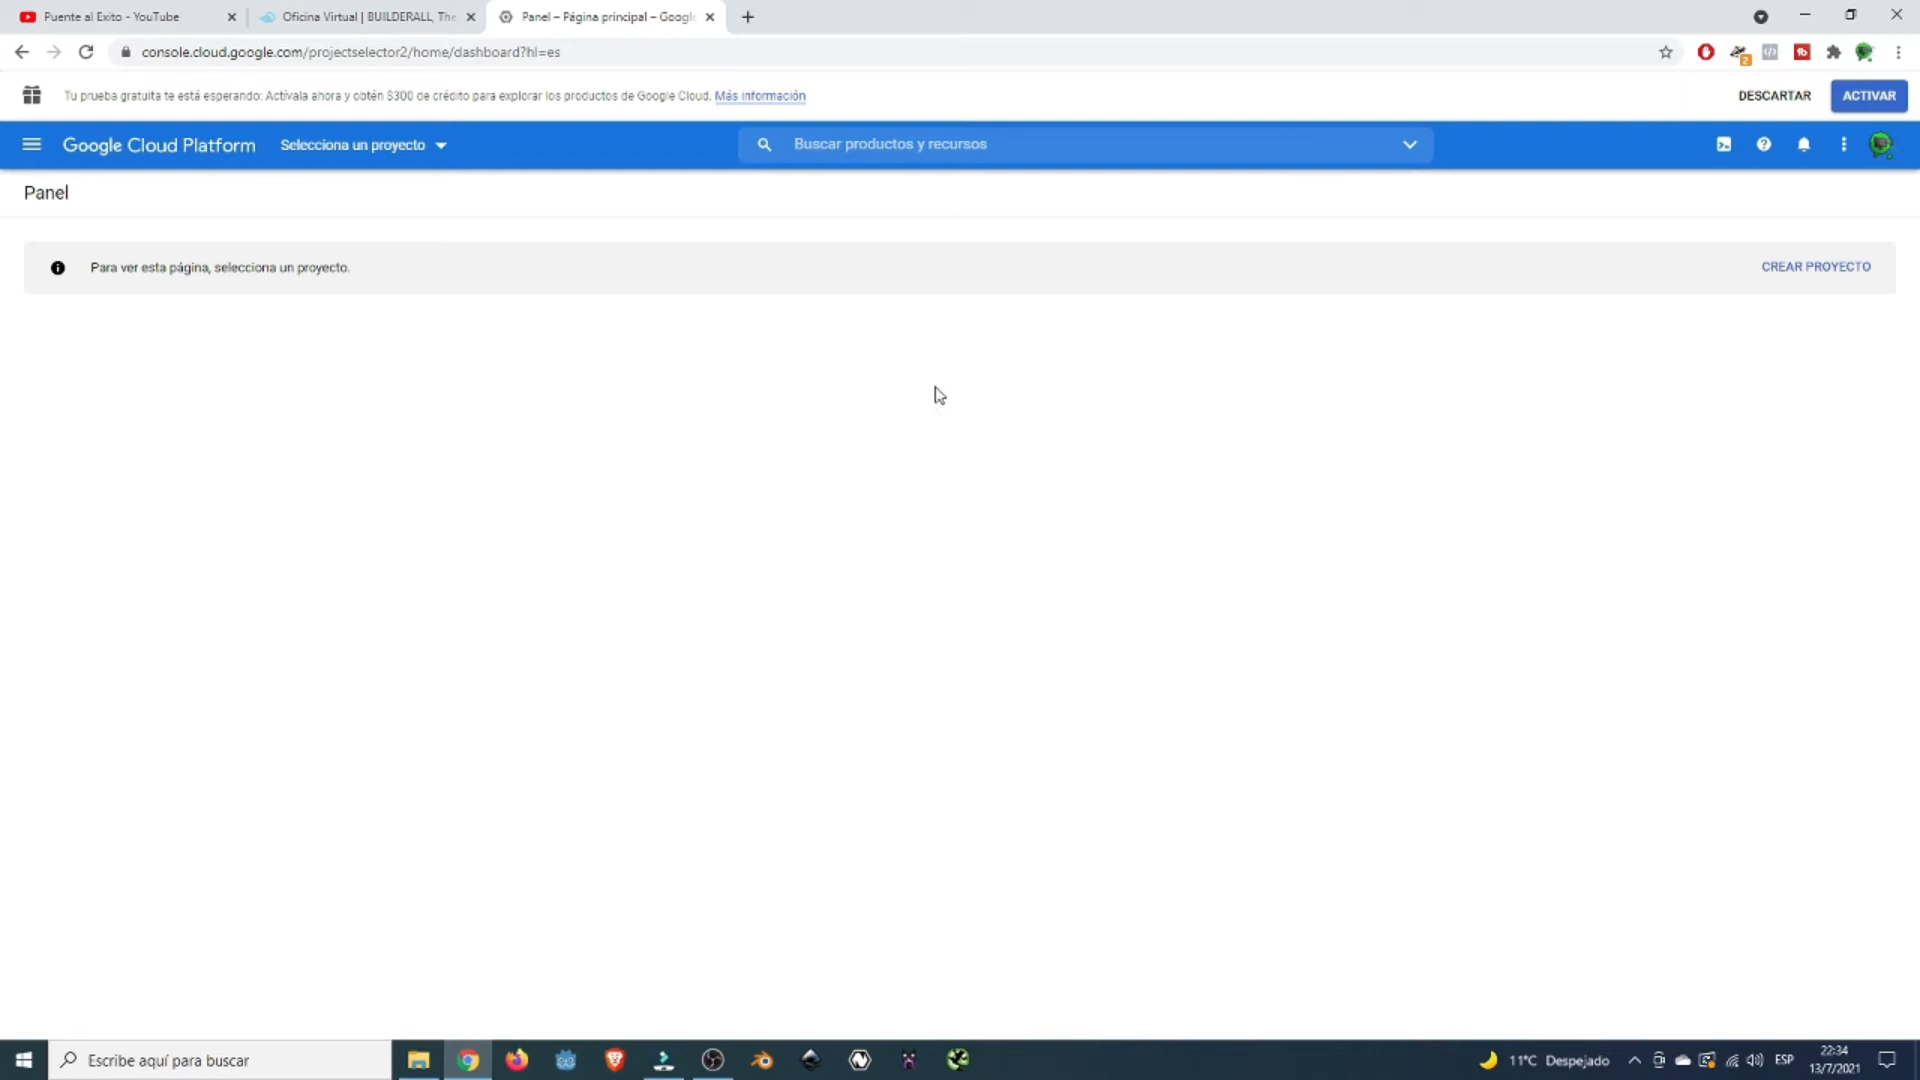 Puente al Exito - YouTube
Oficina Virtual | BUILDERALL, The
Panel – Página principal – Google
console.cloud.google.com/projectselector2/home/dashboard?hl=es
2
Tu prueba gratuita te está esperando: Actívala ahora y obtén $300 de crédito para explorar los productos de Google Cloud. Más información
DESCARTAR
ACTIVAR
Google Cloud Platform
Selecciona un proyecto
Buscar productos y recursos
Panel
Para ver esta página, selecciona un proyecto.
CREAR PROYECTO
Escribe aquí para buscar
11°C Despejado
ESP
22:34
13/7/2021